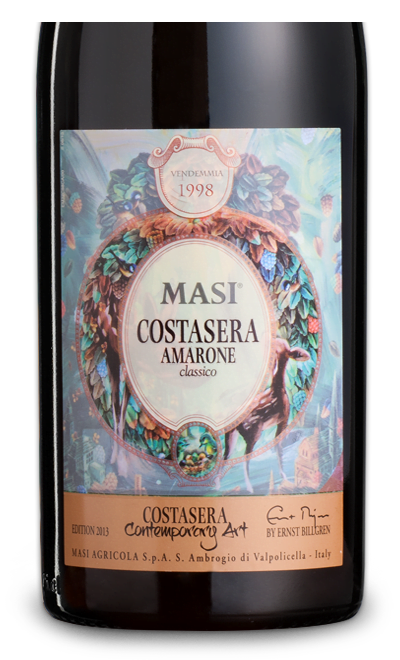 VENDEMMIA
1998
MASI®
COSTASERA
AMARONE
classico
COSTASERA
Contemporary Art
EDITION 2013
BY ERNST BILLGREN
MASI AGRICOLA S.p.A. S. Ambrogio di Valpolicella - Italy